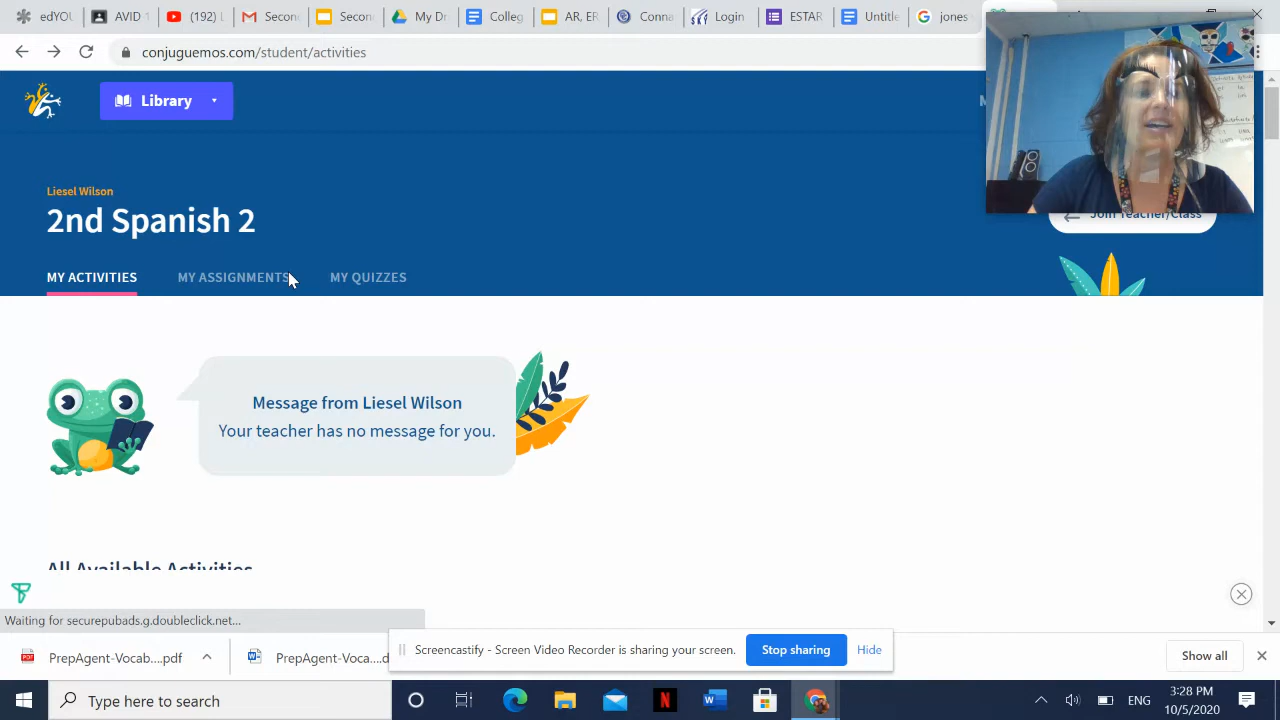 edYOU
AVID T
(192) D
Secon
Secon
My Dr
Colleg
AR_ER
Conna
Login
ESTAR
Untitle
jones
conjuguemos.com/student/activities
Library
Liesel Wilson
2nd Spanish 2
Join Teacher/Class
MY ACTIVITIES
MY ASSIGNMENTS
MY QUIZZES
Message from Liesel Wilson
Your teacher has no message for you.
All Available Activities
Waiting for securepubads.g.doubleclick.net...
Screencastify - Screen Video Recorder is sharing your screen.
Stop sharing
Hide
PrepAgent-Vocab....pdf
PrepAgent-Voca....d
Show all
Type here to search
ENG
3:28 PM
10/5/2020